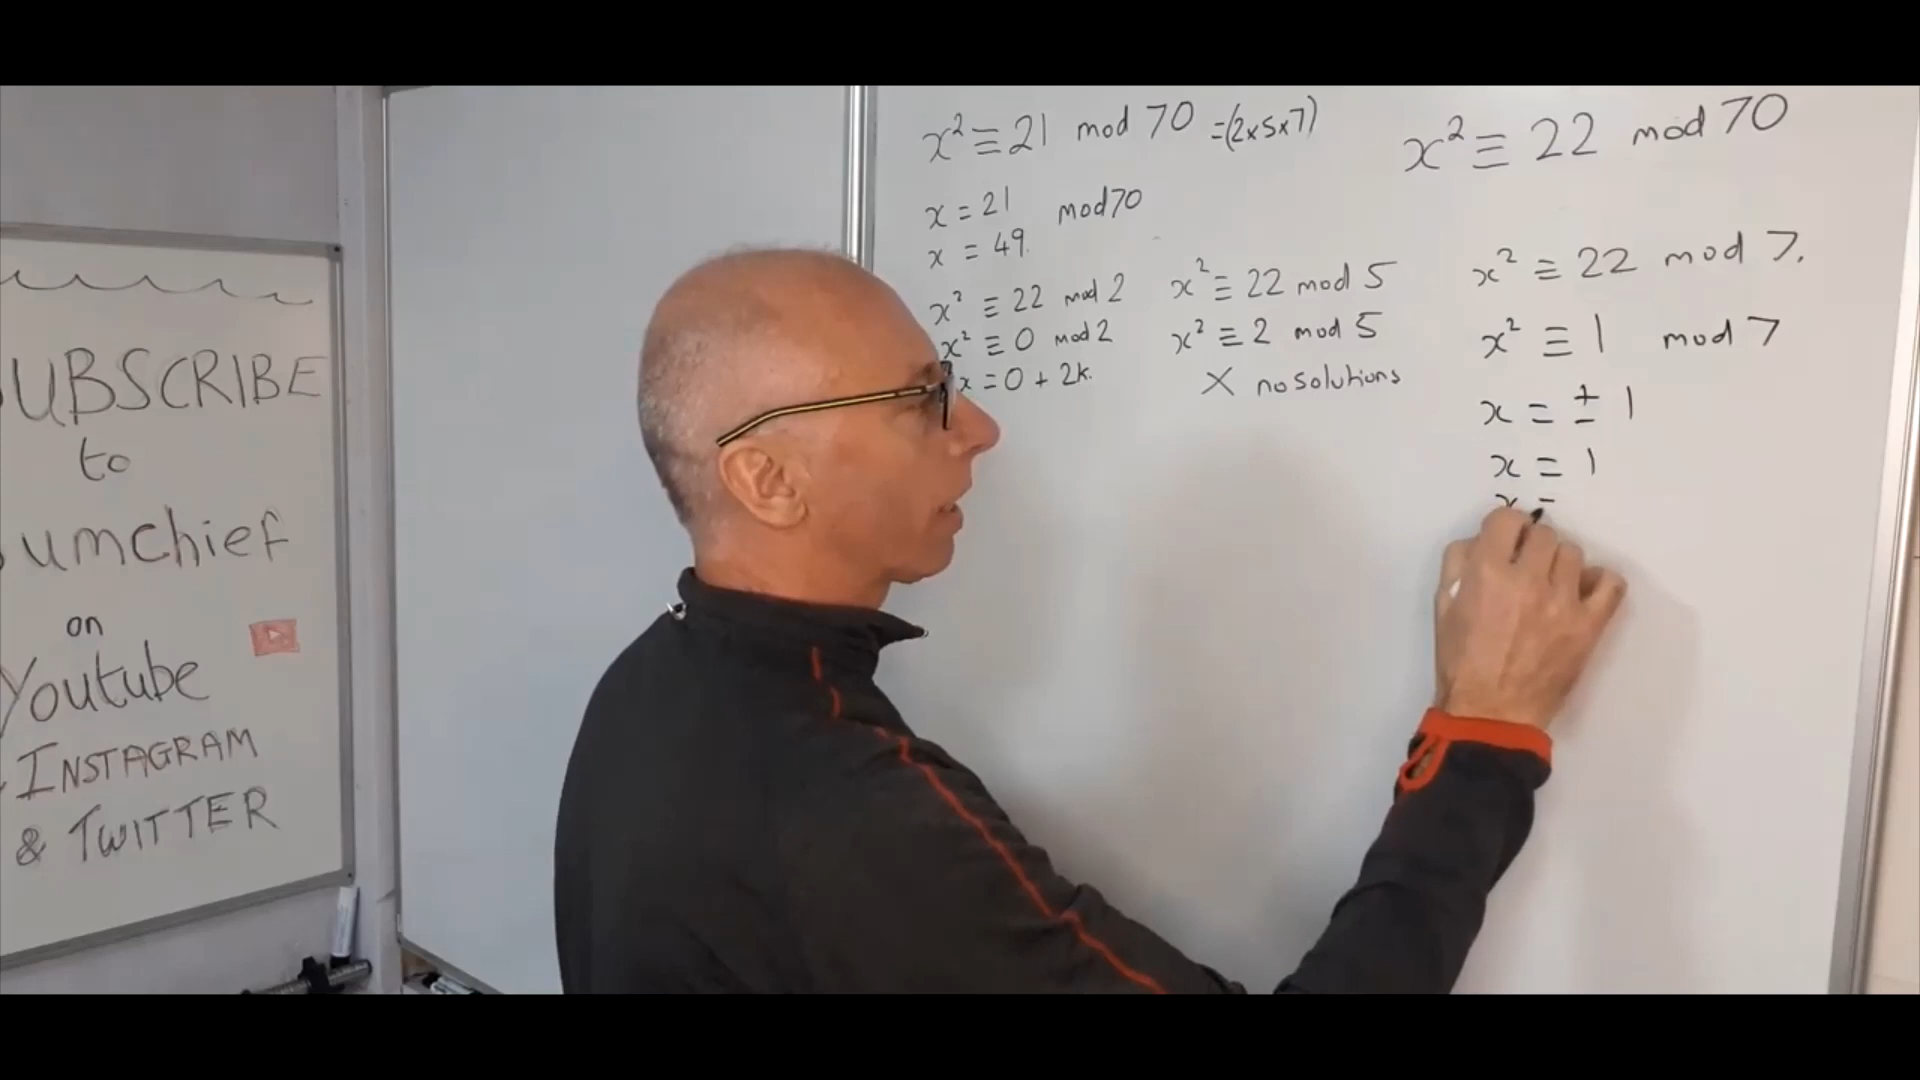 UBSCRIBE
to
umchief
on
Youtube
INSTAGRAM
& TWITTER
x² ≡ 21 mod 70 = (2x5x7)
x = 21 mod 70
x = 49.
x² ≡ 22 mod 2
x² ≡ 0 mod 2
x = 0 + 2k.
x² ≡ 22 mod 5
x² ≡ 2 mod 5
X no solutions
x² ≡ 22 mod 70
x² ≡ 22 mod 7.
x² ≡ 1 mod 7
x = ± 1
x = 1
x =